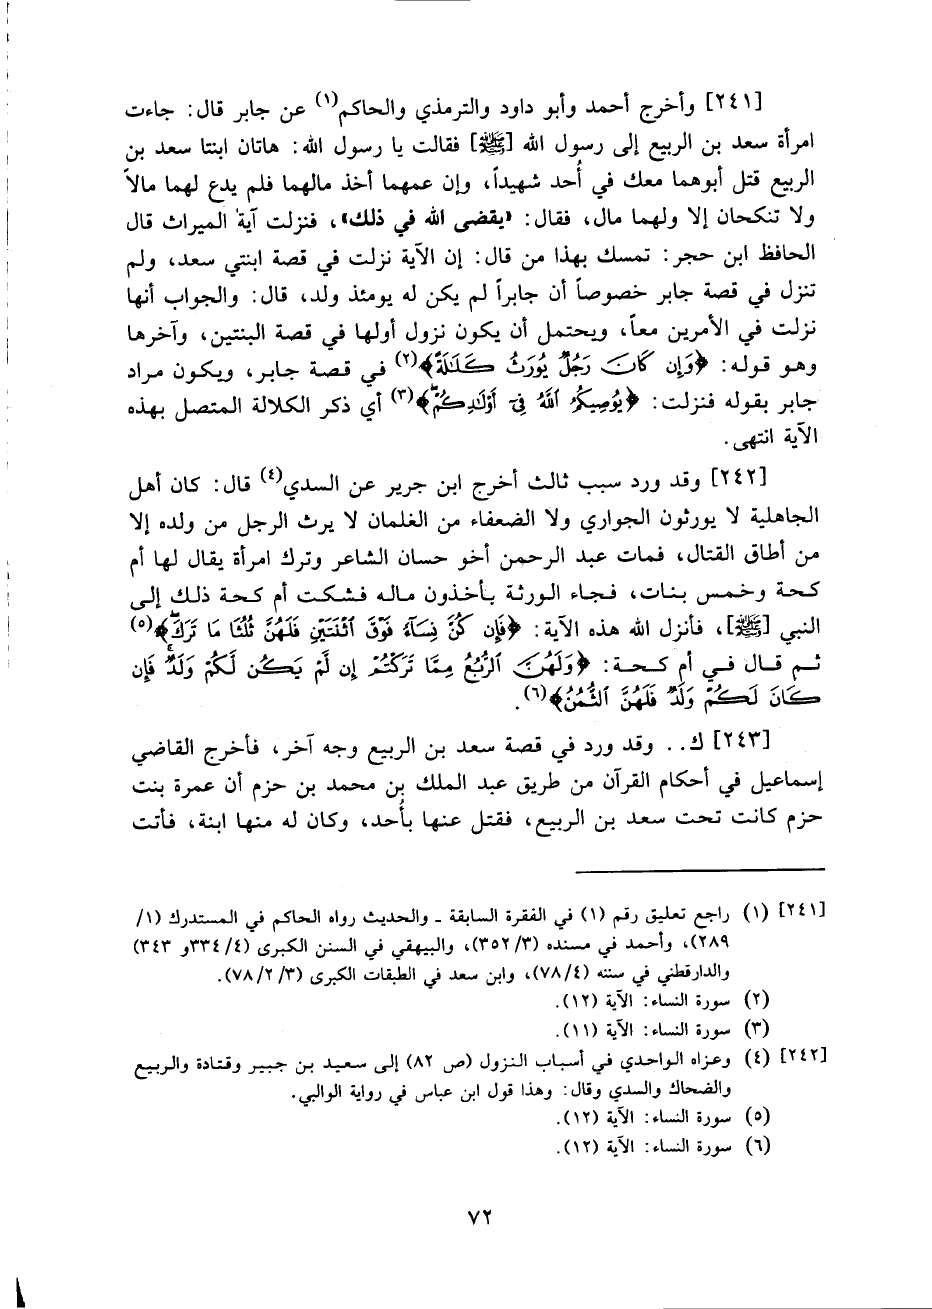 [٢٤١] وأخرج أحمد وأبو داود والترمذي والحاكم(١) عن جابر قال: جاءت
امرأة سعد بن الربيع إلى رسول الله [ﷺ] فقالت يا رسول الله: هاتان ابنتا سعد بن
الربيع قتل أبوهما معك في أُحد شهيداً، وإن عمهما أخذ مالهما فلم يدع لهما مالاً
ولا تنكحان إلا ولهما مال، فقال: «يقضى الله في ذلك»، فنزلت آية الميراث قال
الحافظ ابن حجر: تمسك بهذا من قال: إن الآية نزلت في قصة ابنتي سعد، ولم
تنزل في قصة جابر خصوصاً أن جابراً لم يكن له يومئذ ولد، قال: والجواب أنها
نزلت في الأمرين معاً، ويحتمل أن يكون نزول أولها في قصة البنتين، وآخرها
وهو قوله: ﴿وَإِن كَانَ رَجُلٌ يُورَثُ كَلَالَةً﴾(٢) في قصة جابر، ويكون مراد
جابر بقوله فنزلت: ﴿يُوصِيكُمُ ٱللَّهُ فِىٓ أَوْلَادِكُمْ﴾(٣) أي ذكر الكلالة المتصل بهذه
الآية انتهى.
[٢٤٢] وقد ورد سبب ثالث أخرج ابن جرير عن السدي(٤) قال: كان أهل
الجاهلية لا يورثون الجواري ولا الضعفاء من الغلمان لا يرث الرجل من ولده إلا
من أطاق القتال، فمات عبد الرحمن أخو حسان الشاعر وترك امرأة يقال لها أم
كحة وخمس بنات، فجاء الورثة يأخذون ماله فشكت أم كحة ذلك إلى
النبي [ﷺ]، فأنزل الله هذه الآية: ﴿فَإِن كُنَّ نِسَآءً فَوْقَ ٱثْنَتَيْنِ فَلَهُنَّ ثُلُثَا مَا تَرَكَ﴾(٥)
ثم قال في أم كحة: ﴿وَلَهُنَّ ٱلرُّبُعُ مِمَّا تَرَكْتُمْ إِن لَّمْ يَكُن لَّكُمْ وَلَدٌ فَإِن
كَانَ لَكُمْ وَلَدٌ فَلَهُنَّ ٱلثُّمُنُ﴾(٦).
[٢٤٣] ك.. وقد ورد في قصة سعد بن الربيع وجه آخر، فأخرج القاضي
إسماعيل في أحكام القرآن من طريق عبد الملك بن محمد بن حزم أن عمرة بنت
حزم كانت تحت سعد بن الربيع، فقتل عنها بأُحد، وكان له منها ابنة، فأتت
[٢٤١] (١) راجع تعليق رقم (١) في الفقرة السابقة ـ والحديث رواه الحاكم في المستدرك (١/
٢٨٩)، وأحمد في مسنده (٣/ ٣٥٢)، والبيهقي في السنن الكبرى (٤/ ٣٣٤ و ٣٤٣)
والدارقطني في سننه (٤/ ٧٨)، وابن سعد في الطبقات الكبرى (٣/ ٢/ ٧٨).
(٢) سورة النساء: الآية (١٢).
(٣) سورة النساء: الآية (١١).
[٢٤٢] (٤) وعزاه الواحدي في أسباب النزول (ص ٨٢) إلى سعيد بن جبير وقتادة والربيع
والضحاك والسدي وقال: وهذا قول ابن عباس في رواية الوالبي.
(٥) سورة النساء: الآية (١٢).
(٦) سورة النساء: الآية (١٢).
٧٢